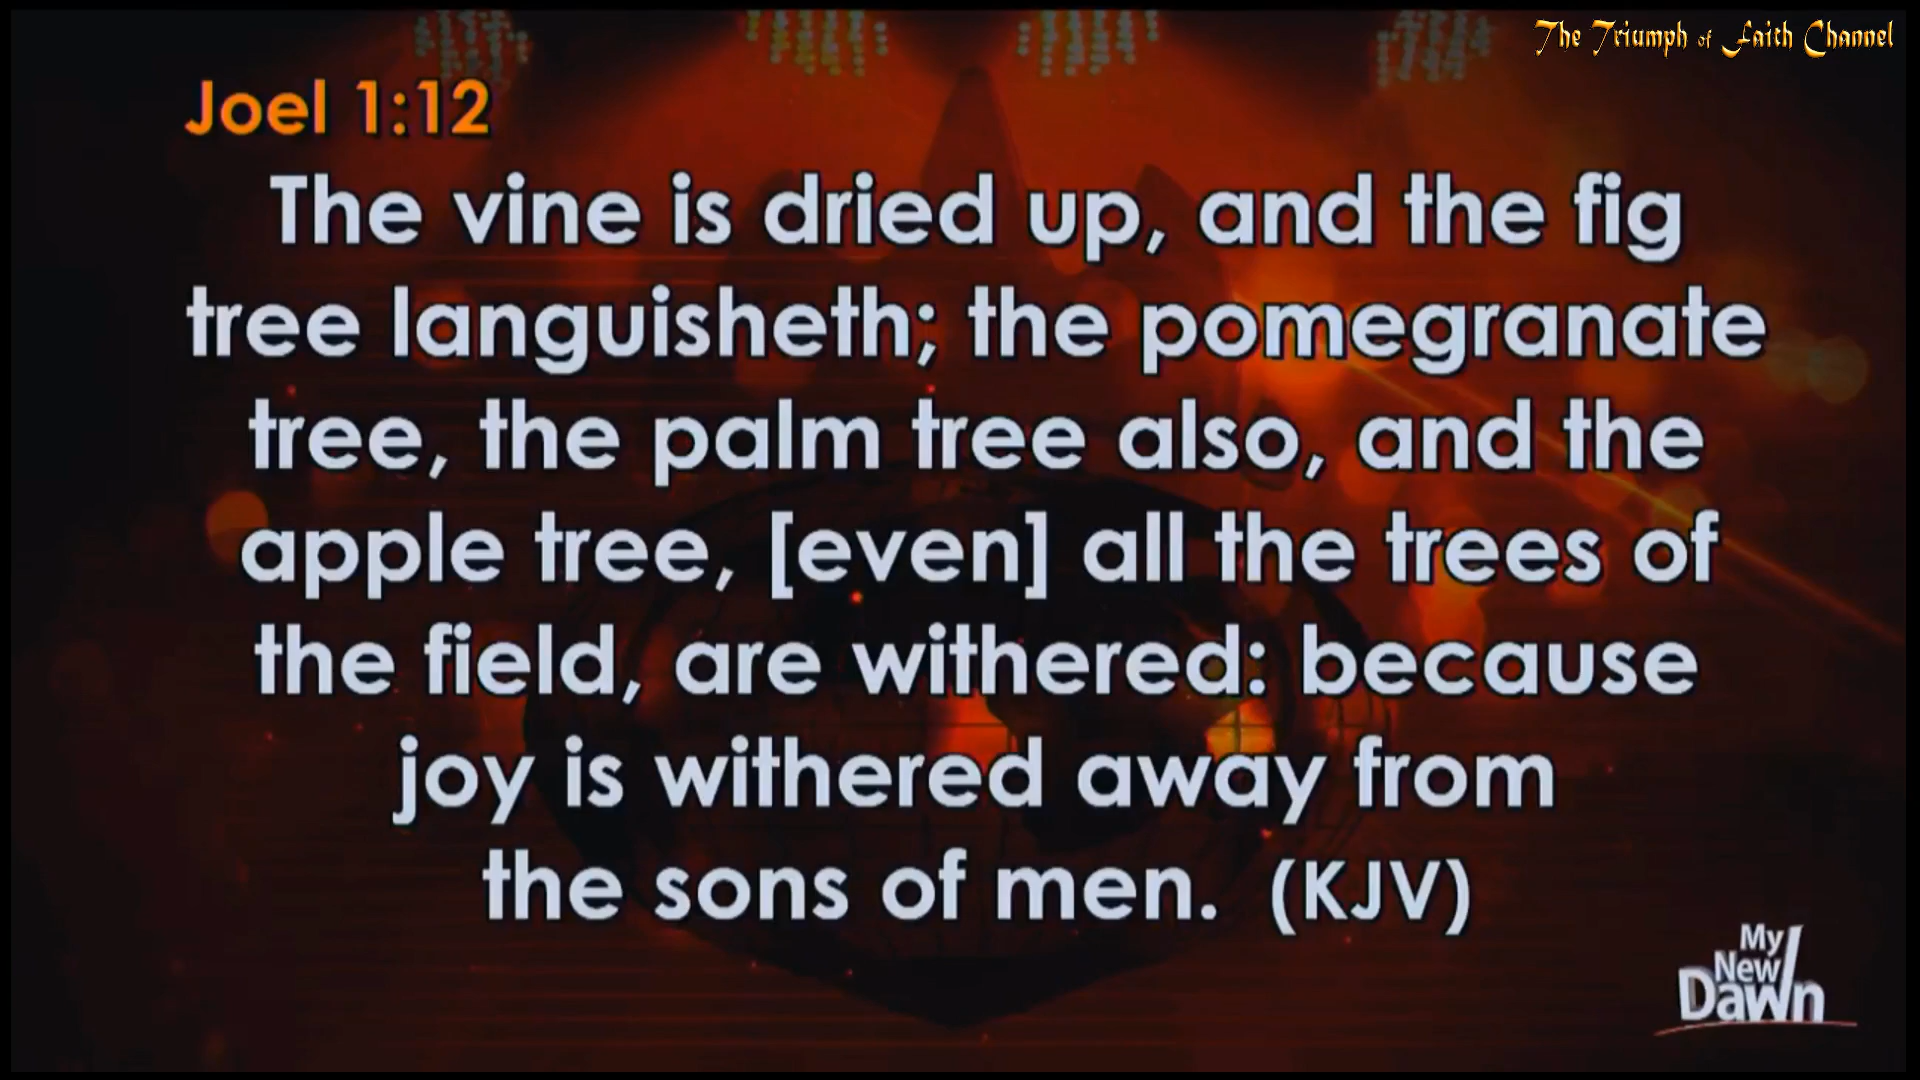 The Triumph of Faith Channel
Joel 1:12
The vine is dried up, and the fig
tree languisheth; the pomegranate
tree, the palm tree also, and the
apple tree, [even] all the trees of
the field, are withered: because
joy is withered away from
the sons of men. (KJV)
My
New
Dawn